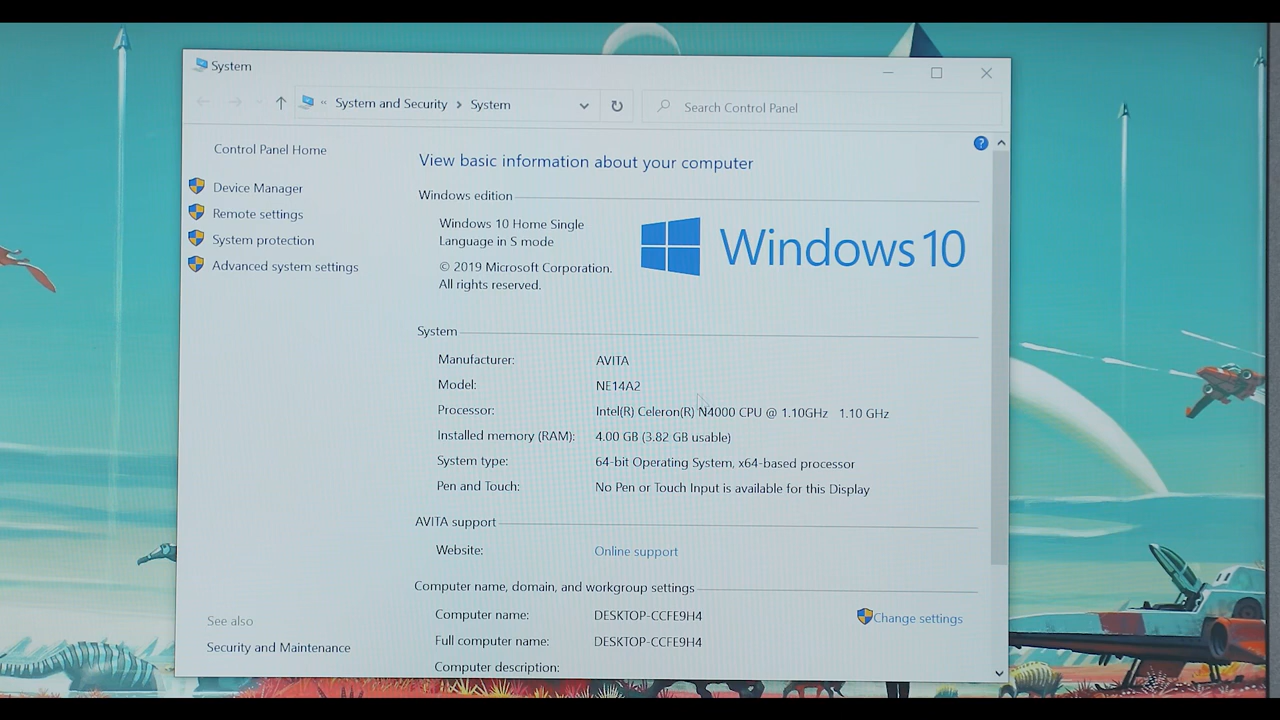 System
« System and Security > System
Search Control Panel
Control Panel Home
Device Manager
Remote settings
System protection
Advanced system settings
See also
Security and Maintenance
View basic information about your computer
Windows edition
Windows 10 Home Single
Language in S mode
© 2019 Microsoft Corporation.
All rights reserved.
Windows 10
System
Manufacturer: AVITA
Model: NE14A2
Processor: Intel(R) Celeron(R) N4000 CPU @ 1.10GHz 1.10 GHz
Installed memory (RAM): 4.00 GB (3.82 GB usable)
System type: 64-bit Operating System, x64-based processor
Pen and Touch: No Pen or Touch Input is available for this Display
AVITA support
Website: Online support
Computer name, domain, and workgroup settings
Computer name: DESKTOP-CCFE9H4
Change settings
Full computer name: DESKTOP-CCFE9H4
Computer description: